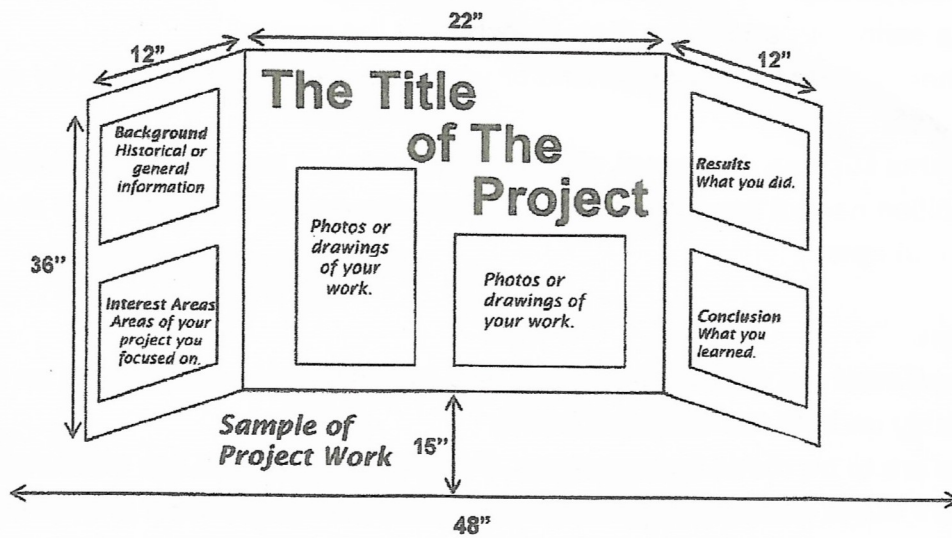 22"
12"
12"
The Title
of The
Project
Background
Historical or
general
information
Results
What you did.
Photos or
drawings
of your
work.
36"
Photos or
drawings of
your work.
Interest Areas
Areas of your
project you
focused on.
Conclusion
What you
learned.
Sample of
Project Work
15"
48"